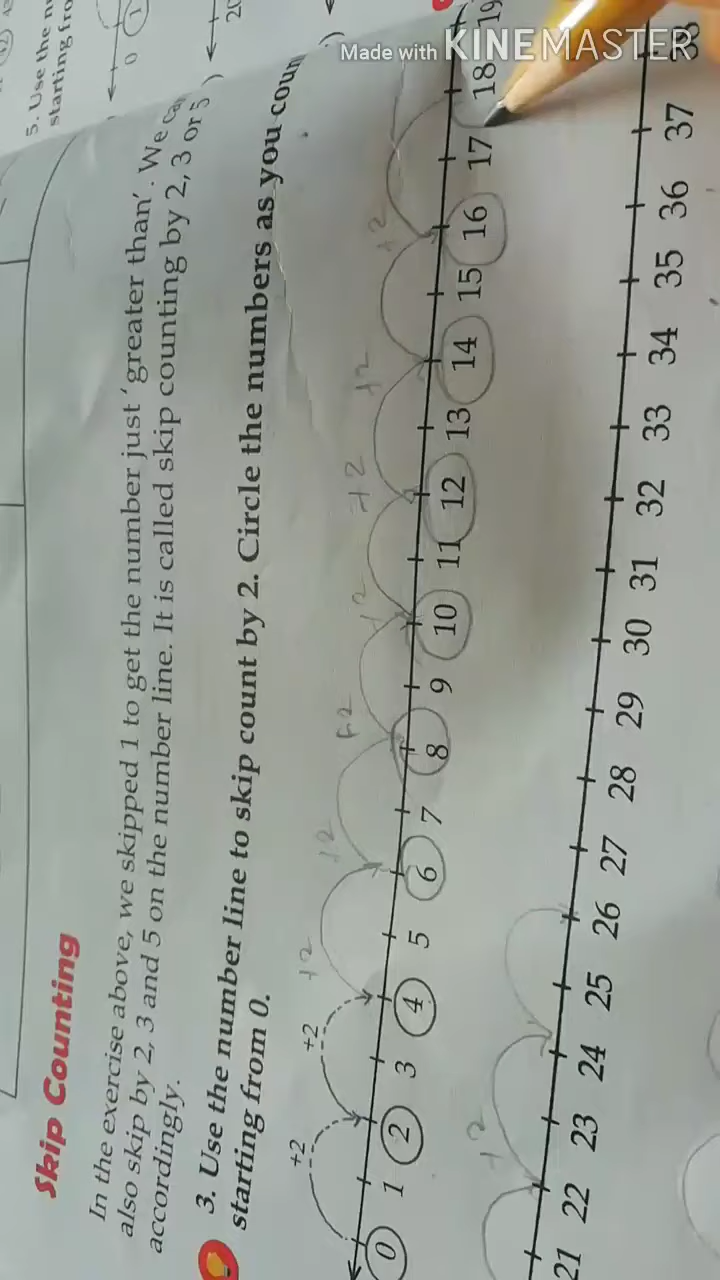 5. Use the
starting
0 1
Skip Counting
In the exercise above, we skipped 1 to get the number just 'greater than'. We can
also skip by 2, 3 and 5 on the number line. It is called skip counting by 2, 3 or 5
accordingly.
3. Use the number line to skip count by 2. Circle the numbers as you
starting from 0.
+2 +2 +2 +2 +2 +2 +2 +2 +2
0 1 2 3 4 5 6 7 8 9 10 11 12 13 14 15 16 17 18 19
+2
21 22 23 24 25 26 27 28 29 30 31 32 33 34 35 36 37 38
Made with KINEMASTER